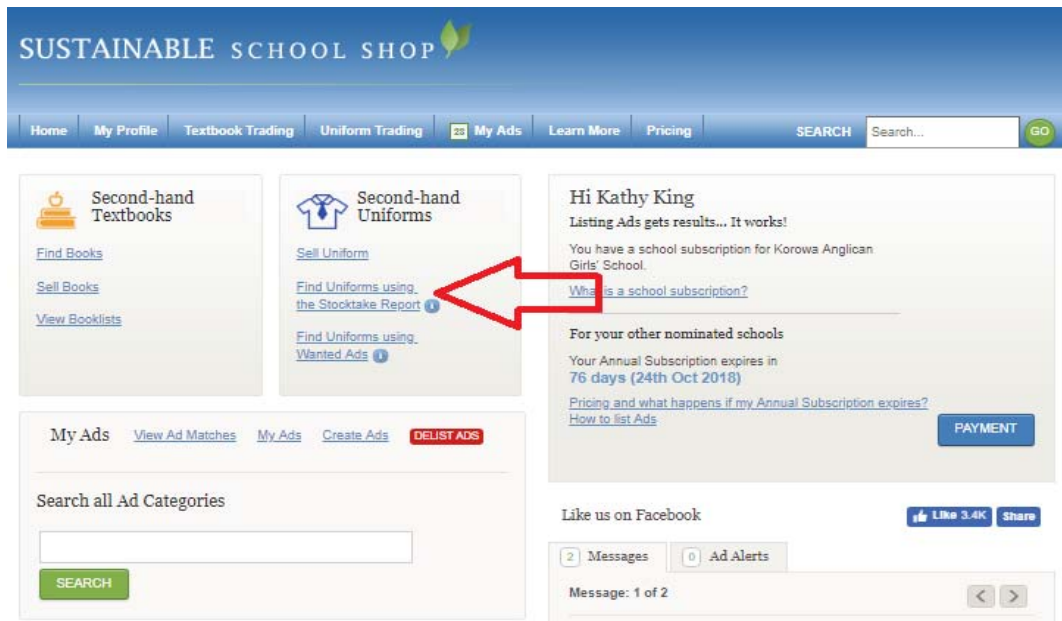 SUSTAINABLE SCHOOL SHOP
Home My Profile Textbook Trading Uniform Trading 28 My Ads Learn More Pricing SEARCH Search... GO
Second-hand
Textbooks
Find Books
Sell Books
View Booklists
Second-hand
Uniforms
Sell Uniform
Find Uniforms using
the Stocktake Report
Find Uniforms using
Wanted Ads
Hi Kathy King
Listing Ads gets results... It works!
You have a school subscription for Korowa Anglican
Girls' School.
What is a school subscription?
For your other nominated schools
Your Annual Subscription expires in
76 days (24th Oct 2018)
Pricing and what happens if my Annual Subscription expires?
How to list Ads
PAYMENT
My Ads View Ad Matches My Ads Create Ads DELIST ADS
Search all Ad Categories
SEARCH
Like us on Facebook Like 3.4K Share
2 Messages 0 Ad Alerts
Message: 1 of 2 < >